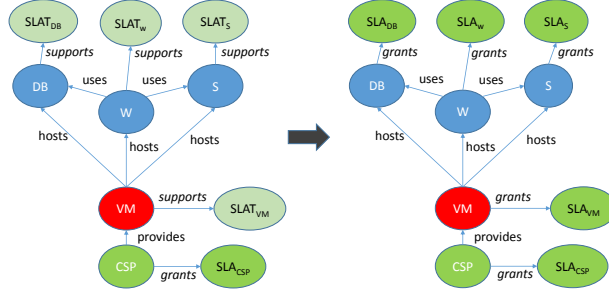 SLAT_DB SLAT_w SLAT_S
supports supports supports
DB uses uses S
W
hosts hosts hosts
VM supports
SLAT_VM
provides
CSP grants SLA_CSP
SLA_DB SLA_w SLA_S
grants grants grants
DB uses uses S
W
hosts hosts hosts
VM grants
SLA_VM
provides
CSP grants SLA_CSP